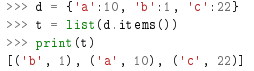 >>> d = {'a':10, 'b':1, 'c':22}
>>> t = list(d.items())
>>> print(t)
[('b', 1), ('a', 10), ('c', 22)]